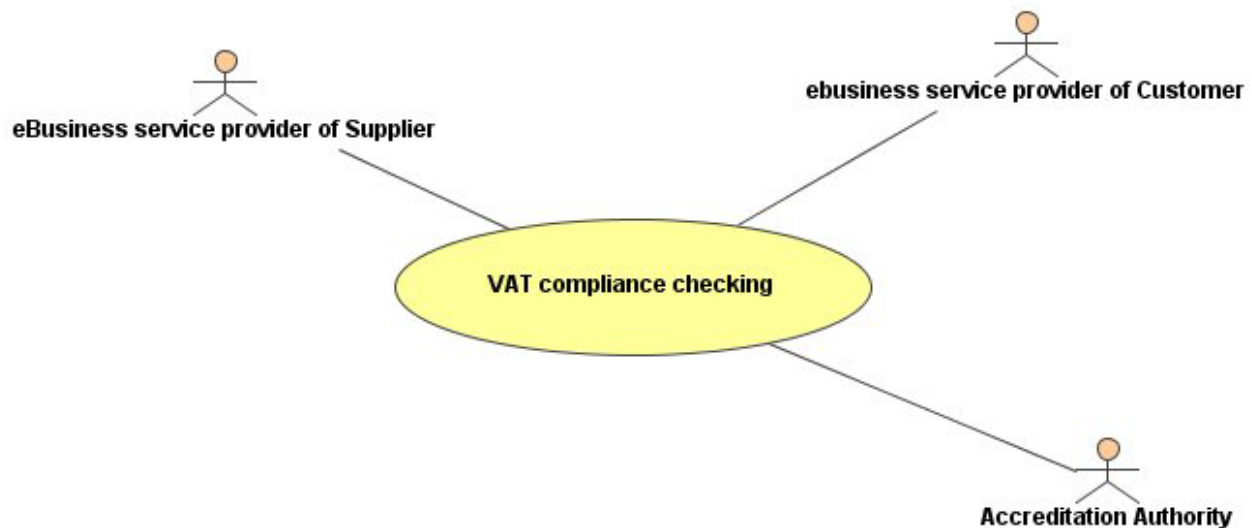 ebusiness service provider of Customer
eBusiness service provider of Supplier
VAT compliance checking
Accreditation Authority